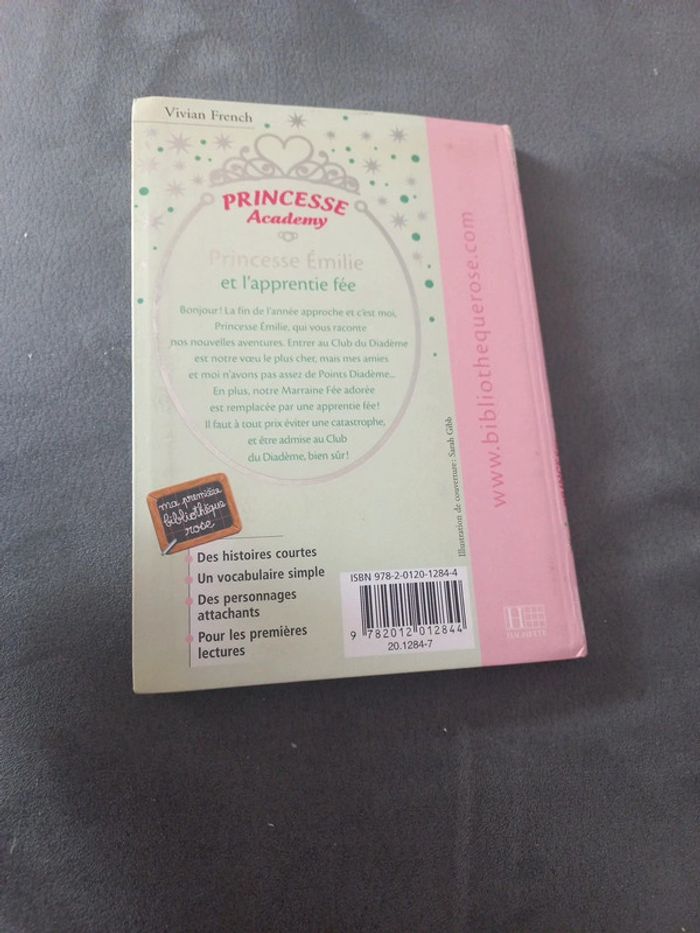 Vivian French
PRINCESSE
Academy
Princesse Émilie
et l'apprentie fée
Bonjour! La fin de l'année approche et c'est moi,
Princesse Émilie, qui vous raconte
nos nouvelles aventures. Entrer au Club du Diadème
est notre vœu le plus cher, mais mes amies
et moi n'avons pas assez de Points Diadème...
En plus, notre Marraine Fée adorée
est remplacée par une apprentie fée!
Il faut à tout prix éviter une catastrophe,
et être admise au Club
du Diadème, bien sûr!
ma première
bibliothèque
rose
Des histoires courtes
Un vocabulaire simple
Des personnages
attachants
Pour les premières
lectures
Illustration de couverture: Sarah Gibb
ISBN 978-2-0120-1284-4
9 782012 012844
20.1284-7
www.bibliothequerose.com
H
HACHETTE